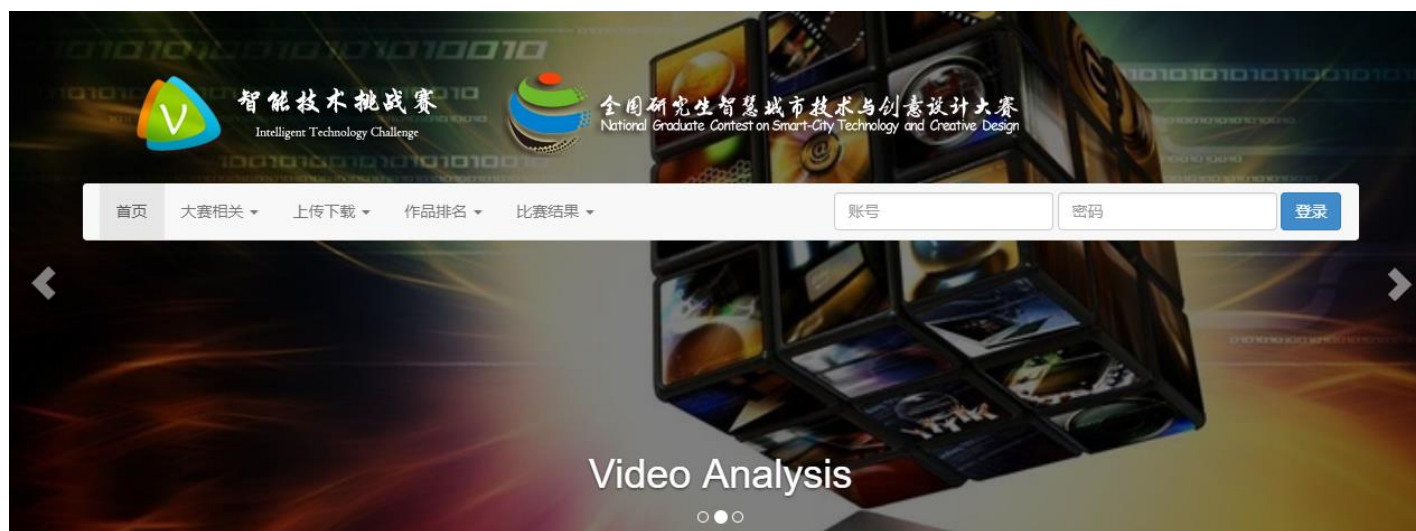 智能技术挑战赛
Intelligent Technology Challenge
全国研究生智慧城市技术与创意设计大赛
National Graduate Contest on Smart-City Technology and Creative Design
首页 大赛相关 上传下载 作品排名 比赛结果 账号 密码 登录
Video Analysis